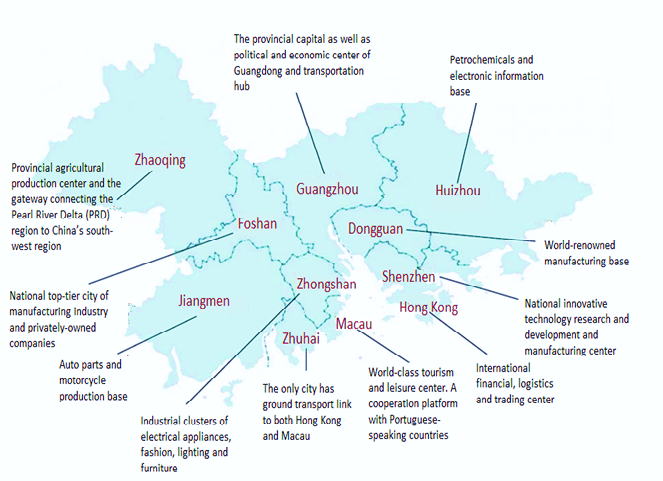 The provincial capital as well as
political and economic center of
Guangdong and transportation
hub
Petrochemicals and
electronic information
base
Zhaoqing
Provincial agricultural
production center and the
gateway connecting the
Pearl River Delta (PRD)
region to China's south-
west region
Guangzhou
Huizhou
Foshan
Dongguan
World-renowned
manufacturing base
Shenzhen
Zhongshan
National top-tier city of
manufacturing Industry
and privately-owned
companies
Jiangmen
Hong Kong
National innovative
technology research and
development and
manufacturing center
Macau
Zhuhai
Auto parts and
motorcycle
production base
International
financial, logistics
and trading center
World-class tourism
and leisure center. A
cooperation platform
with Portuguese-
speaking countries
The only city has
ground transport link
to both Hong Kong
and Macau
Industrial clusters of
electrical appliances,
fashion, lighting and
furniture